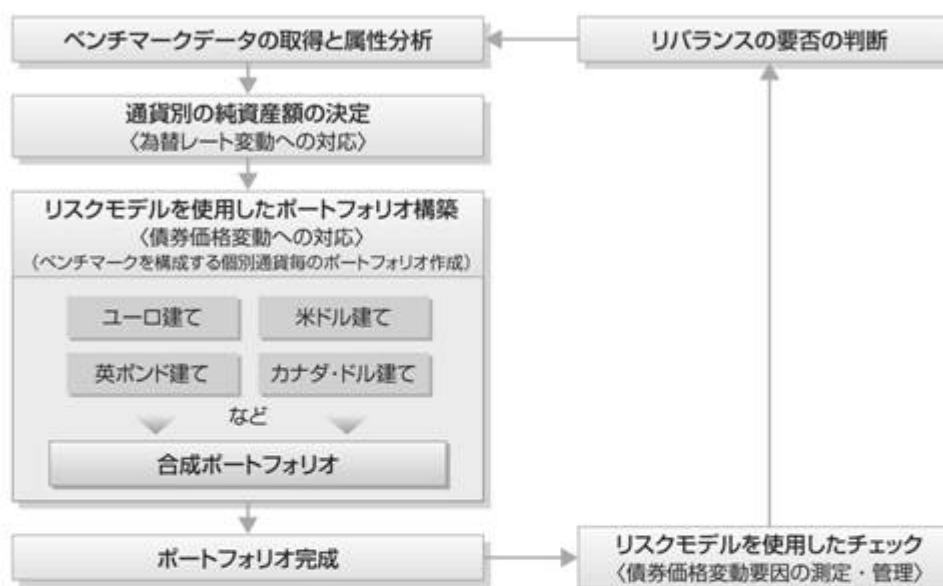 ベンチマークデータの取得と属性分析
リバランスの要否の判断
通貨別の純資産額の決定
〈為替レート変動への対応〉
リスクモデルを使用したポートフォリオ構築
〈債券価格変動への対応〉
（ベンチマークを構成する個別通貨毎のポートフォリオ作成）
ユーロ建て
米ドル建て
英ポンド建て
カナダ・ドル建て
など
合成ポートフォリオ
ポートフォリオ完成
リスクモデルを使用したチェック
〈債券価格変動要因の測定・管理〉